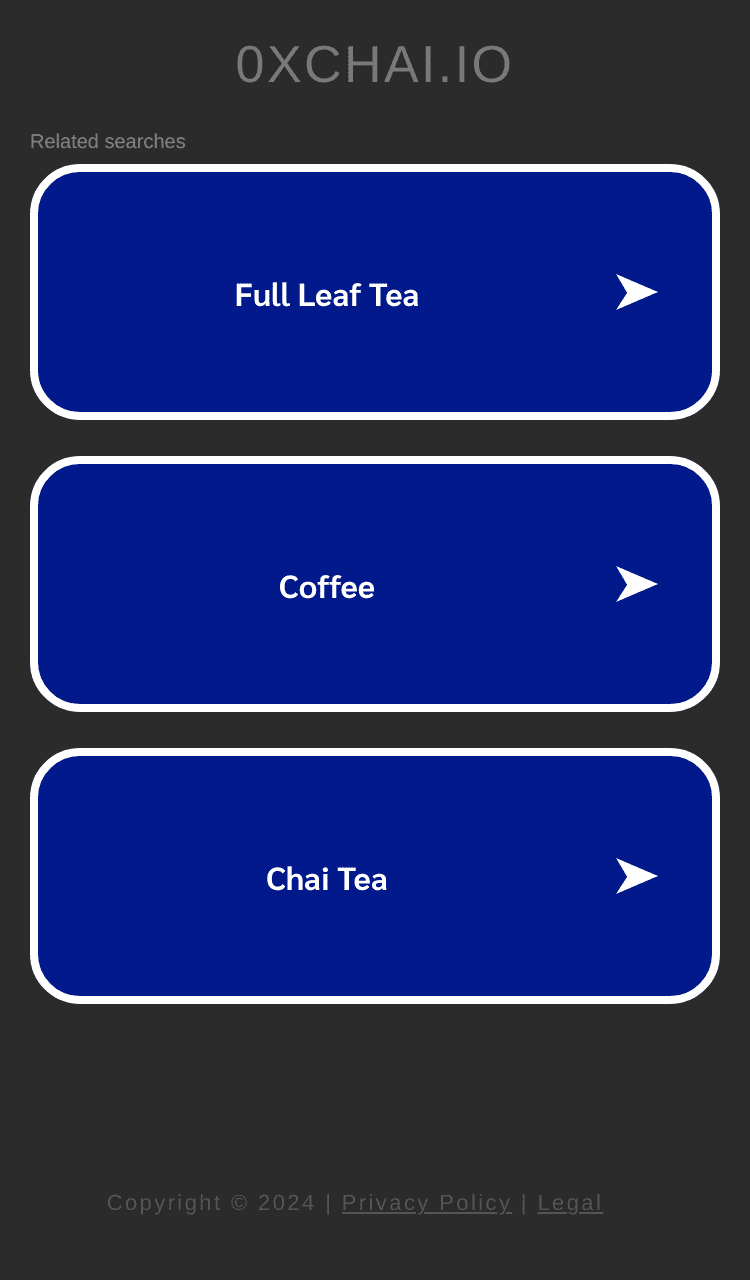 0XCHAI.IO
Related searches
Full Leaf Tea
Coffee
Chai Tea
Copyright © 2024 | Privacy Policy | Legal